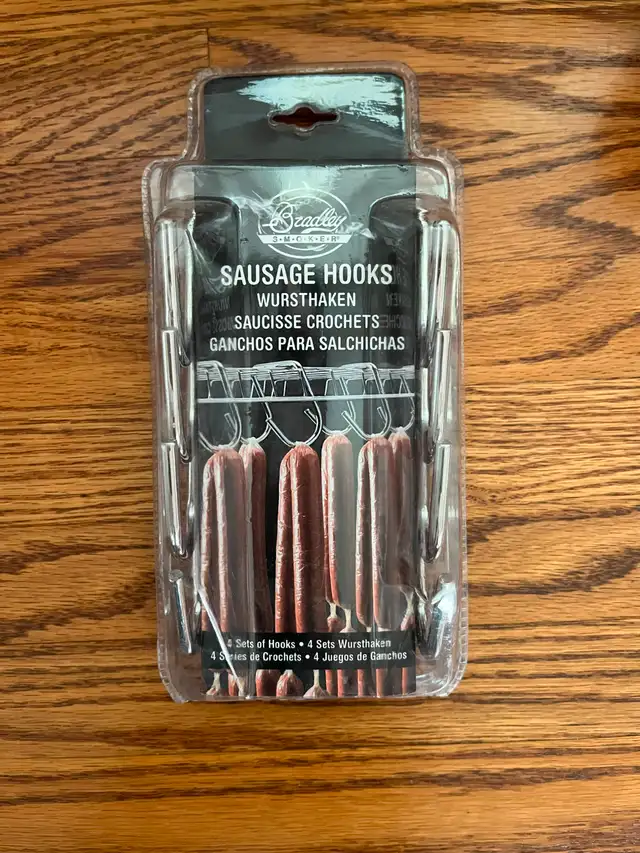 Bradley
S•M•O•K•E•R®
SAUSAGE HOOKS
WURSTHAKEN
SAUCISSE CROCHETS
GANCHOS PARA SALCHICHAS
4 Sets of Hooks • 4 Sets Wursthaken
4 Séries de Crochets • 4 Juegos de Ganchos